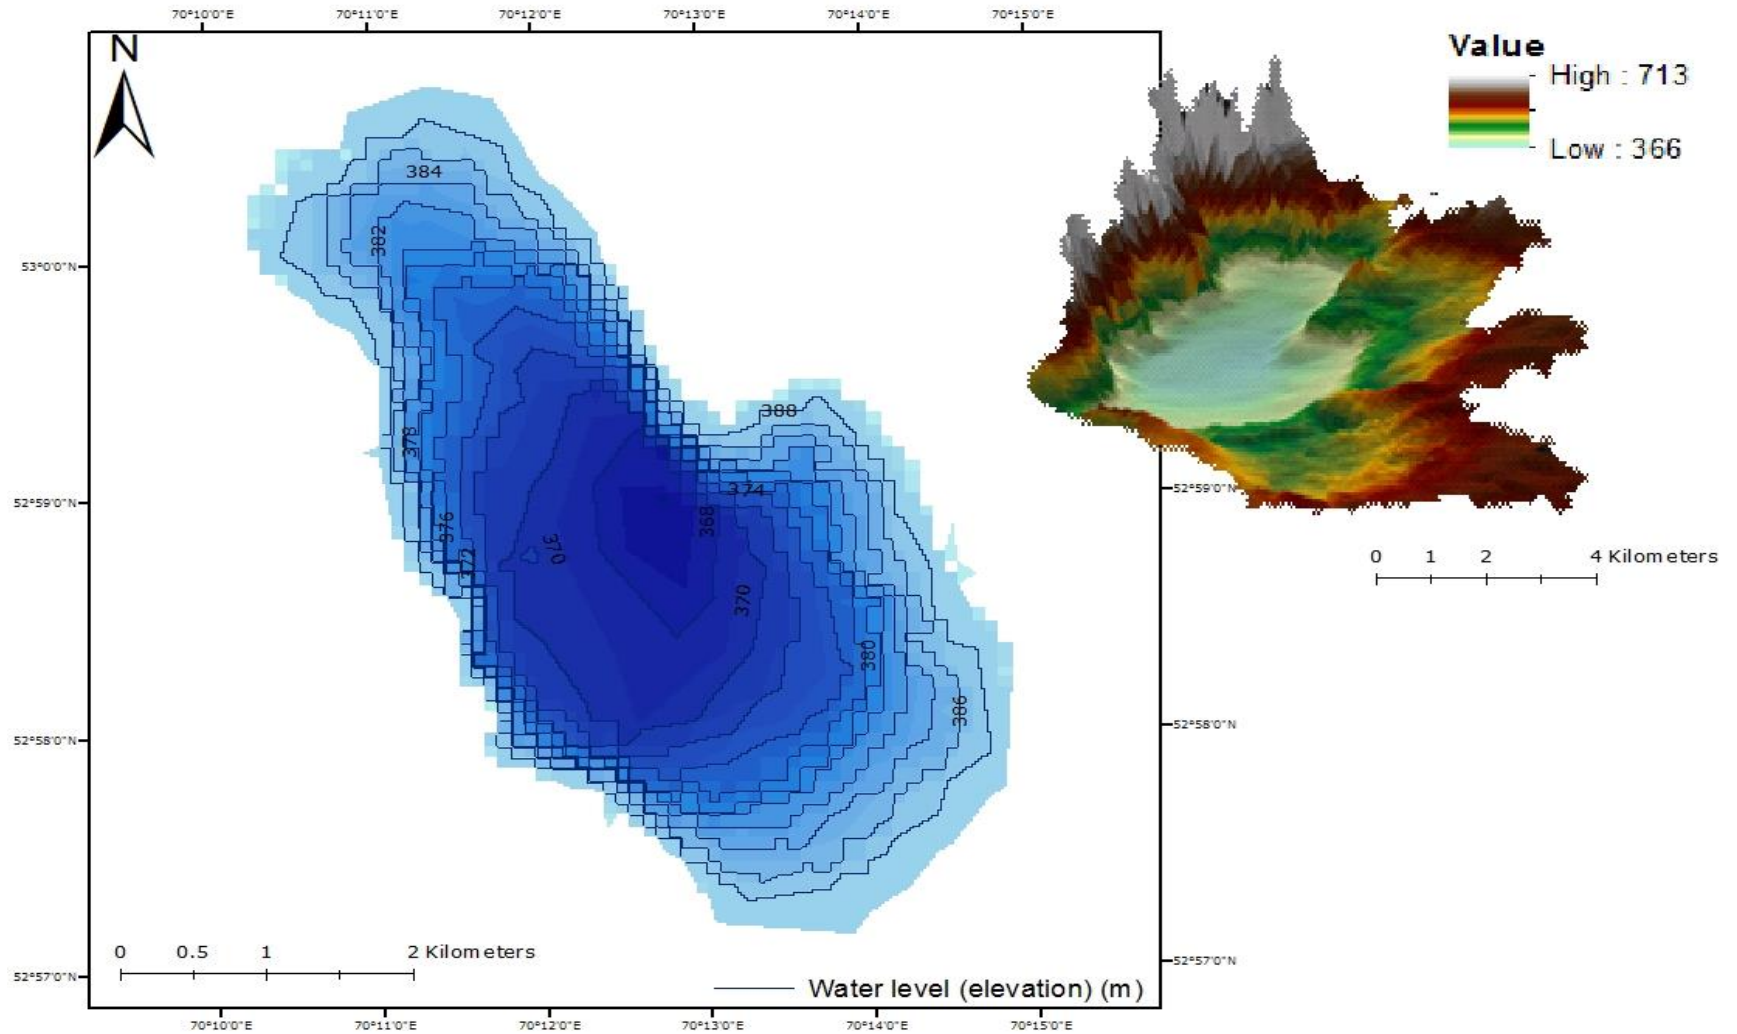 70°10'0"E 70°11'0"E 70°12'0"E 70°13'0"E 70°14'0"E 70°15'0"E
N
Value
High : 713
Low : 366
384
382
53°0'0"N
388
378
374
52°59'0"N
52°59'0"N
376
368
370
372
0 1 2 4 Kilometers
370
380
386
52°58'0"N
52°58'0"N
0 0.5 1 2 Kilometers
52°57'0"N
52°57'0"N
Water level (elevation) (m)
70°10'0"E 70°11'0"E 70°12'0"E 70°13'0"E 70°14'0"E 70°15'0"E